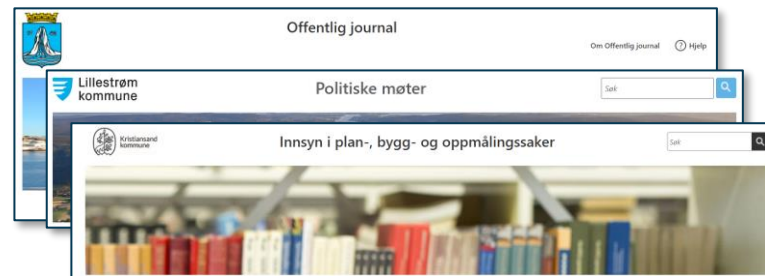 Offentlig journal
Om Offentlig journal
? Hjelp
Lillestrøm
kommune
Politiske møter
Søk
Kristiansand
kommune
Innsyn i plan-, bygg- og oppmålingssaker
Søk